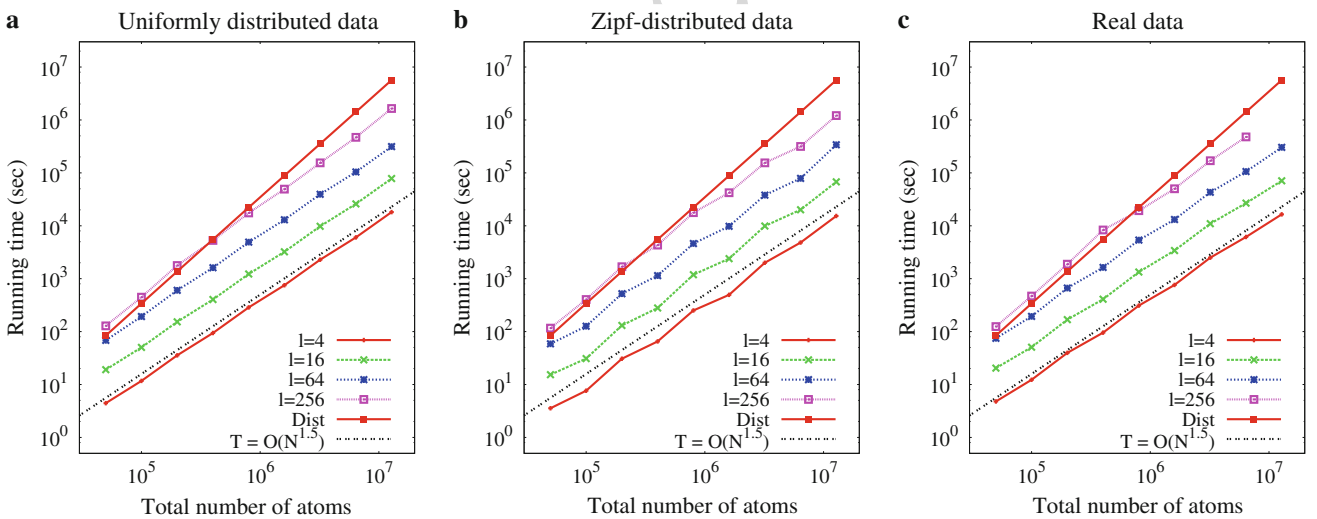 a Uniformly distributed data
Running time (sec)
10^7
10^6
10^5
10^4
10^3
10^2
10^1
10^0
l=4
l=16
l=64
l=256
Dist
T = O(N^1.5)
10^5 10^6 10^7
Total number of atoms
b Zipf-distributed data
Running time (sec)
10^7
10^6
10^5
10^4
10^3
10^2
10^1
10^0
l=4
l=16
l=64
l=256
Dist
T = O(N^1.5)
10^5 10^6 10^7
Total number of atoms
c Real data
Running time (sec)
10^7
10^6
10^5
10^4
10^3
10^2
10^1
10^0
l=4
l=16
l=64
l=256
Dist
T = O(N^1.5)
10^5 10^6 10^7
Total number of atoms